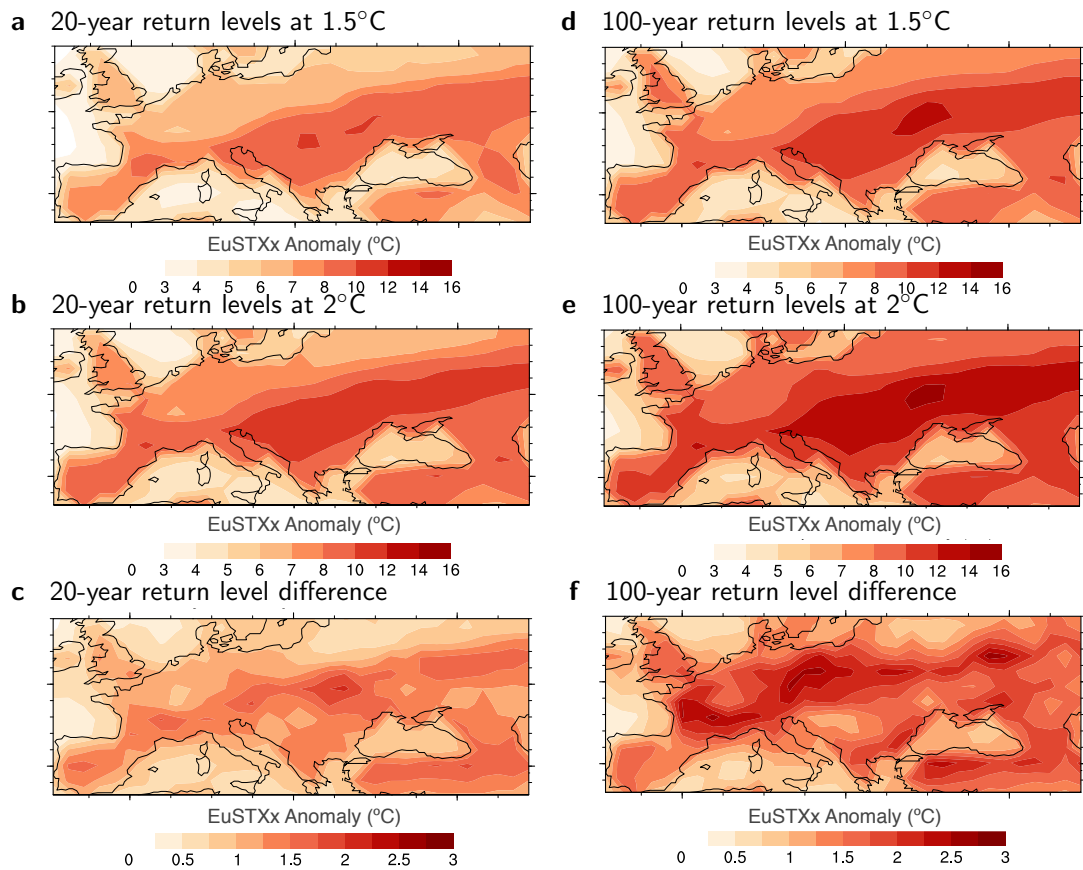 a 20-year return levels at 1.5°C
EuSTXx Anomaly (ºC)
0 3 4 5 6 7 8 10 12 14 16
b 20-year return levels at 2°C
EuSTXx Anomaly (ºC)
0 3 4 5 6 7 8 10 12 14 16
c 20-year return level difference
EuSTXx Anomaly (ºC)
0 0.5 1 1.5 2 2.5 3
d 100-year return levels at 1.5°C
EuSTXx Anomaly (ºC)
0 3 4 5 6 7 8 10 12 14 16
e 100-year return levels at 2°C
EuSTXx Anomaly (ºC)
0 3 4 5 6 7 8 10 12 14 16
f 100-year return level difference
EuSTXx Anomaly (ºC)
0 0.5 1 1.5 2 2.5 3